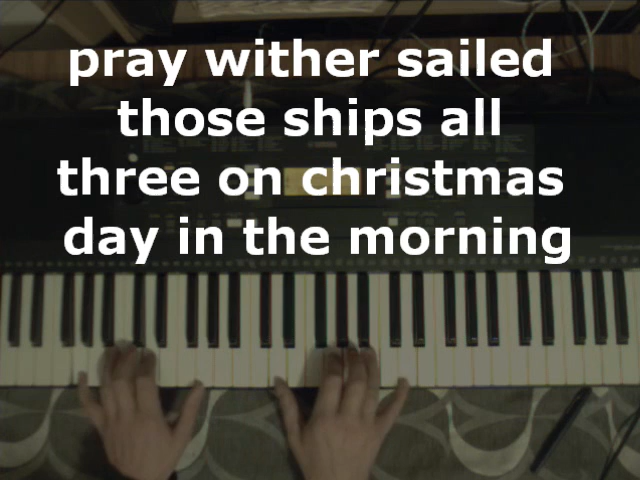 pray wither sailed
those ships all
three on christmas
day in the morning